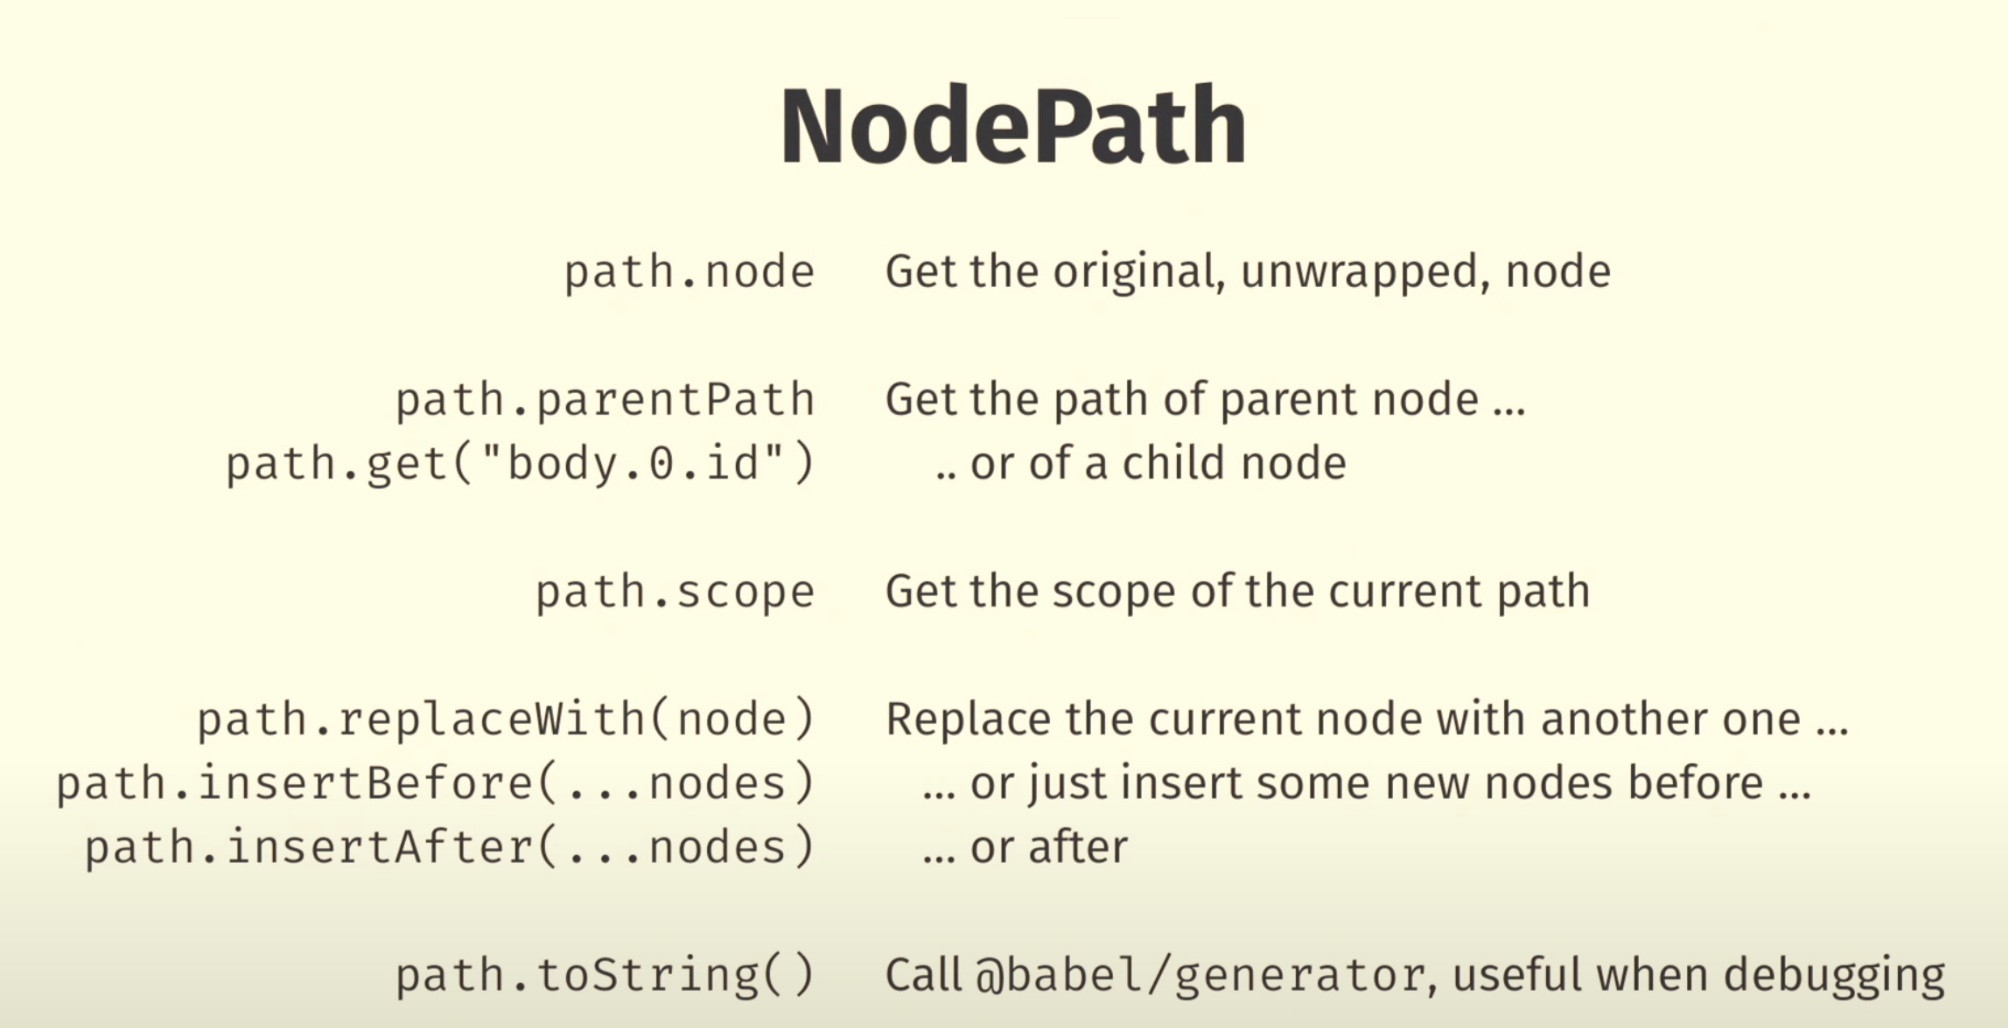 NodePath
path.node Get the original, unwrapped, node
path.parentPath Get the path of parent node ...
path.get("body.0.id") .. or of a child node
path.scope Get the scope of the current path
path.replaceWith(node) Replace the current node with another one ...
path.insertBefore(...nodes) ... or just insert some new nodes before ...
path.insertAfter(...nodes) ... or after
path.toString() Call @babel/generator, useful when debugging